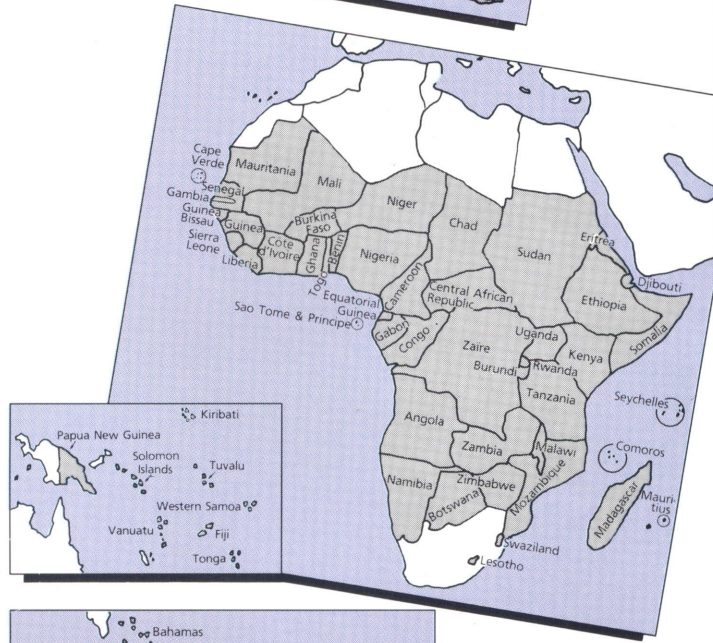 Cape
Verde
Mauritania
Mali
Niger
Chad
Sudan
Eritrea
Djibouti
Senegal
Gambia
Guinea
Bissau
Guinea
Sierra
Leone
Liberia
Côte
d'Ivoire
Burkina
Faso
Ghana
Togo
Benin
Nigeria
Cameroon
Central African
Republic
Ethiopia
Somalia
Equatorial
Guinea
Sao Tome & Principe
Gabon
Congo
Zaire
Uganda
Kenya
Rwanda
Burundi
Tanzania
Seychelles
Comoros
Angola
Zambia
Malawi
Mozambique
Zimbabwe
Namibia
Botswana
Madagascar
Mauri-
tius
Swaziland
Lesotho
Kiribati
Papua New Guinea
Solomon
Islands
Tuvalu
Western Samoa
Vanuatu
Fiji
Tonga
Bahamas